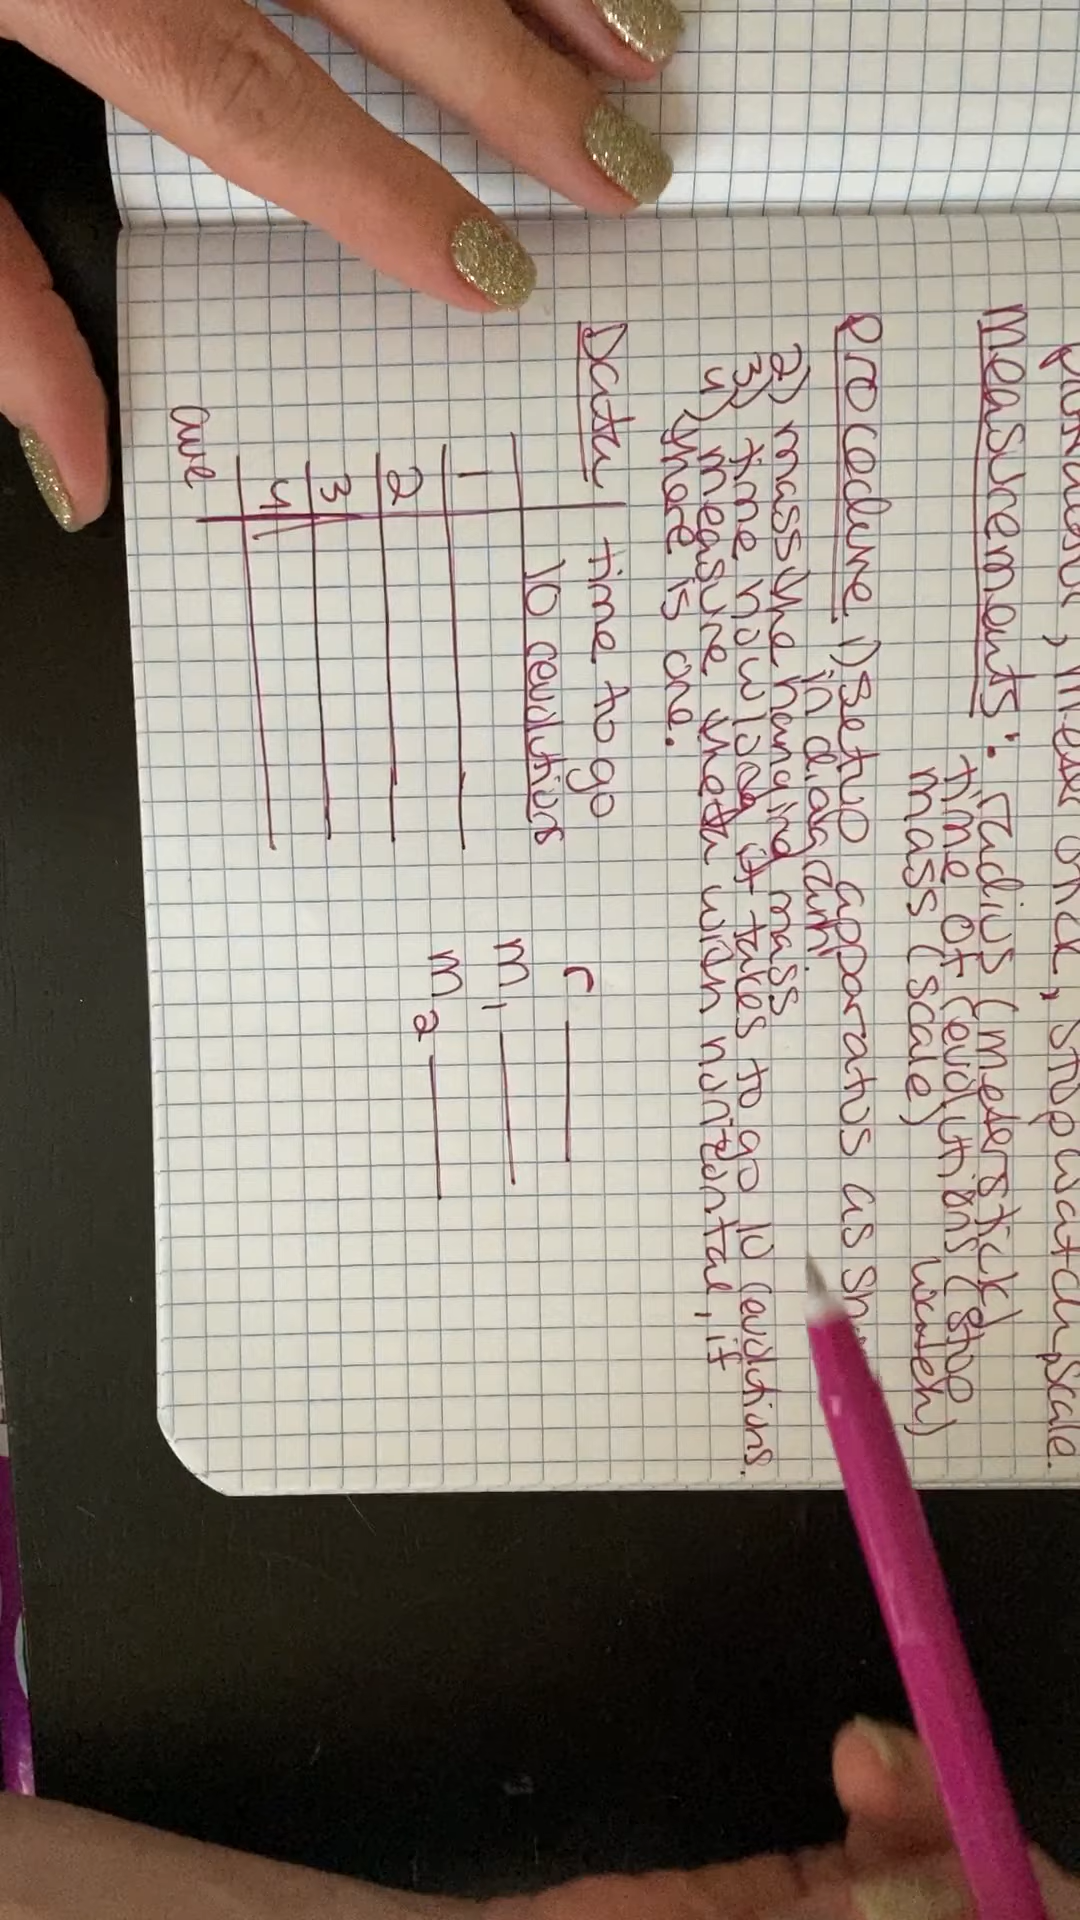 , meter stick, stopwatch, scale.
Measurements: radius (meterstick)
time of revolutions (stop
mass (scale) watch)
Procedure 1) setup apparatus as
in diagram.
2) mass the hanging mass
3) time how long it takes to go 10 revolutions.
4) measure theta with horizontal, if
there is one.
Data time to go
10 revolutions
1
2
3
4
ave
r
m1
m2